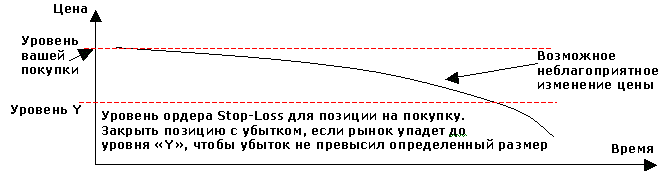 Цена
Уровень
вашей
покупки
Возможное
неблагоприятное
изменение цены
Уровень Y
Уровень ордера Stop-Loss для позиции на покупку.
Закрыть позицию с убытком, если рынок упадет до
уровня «Y», чтобы убыток не превысил определенный размер
Время